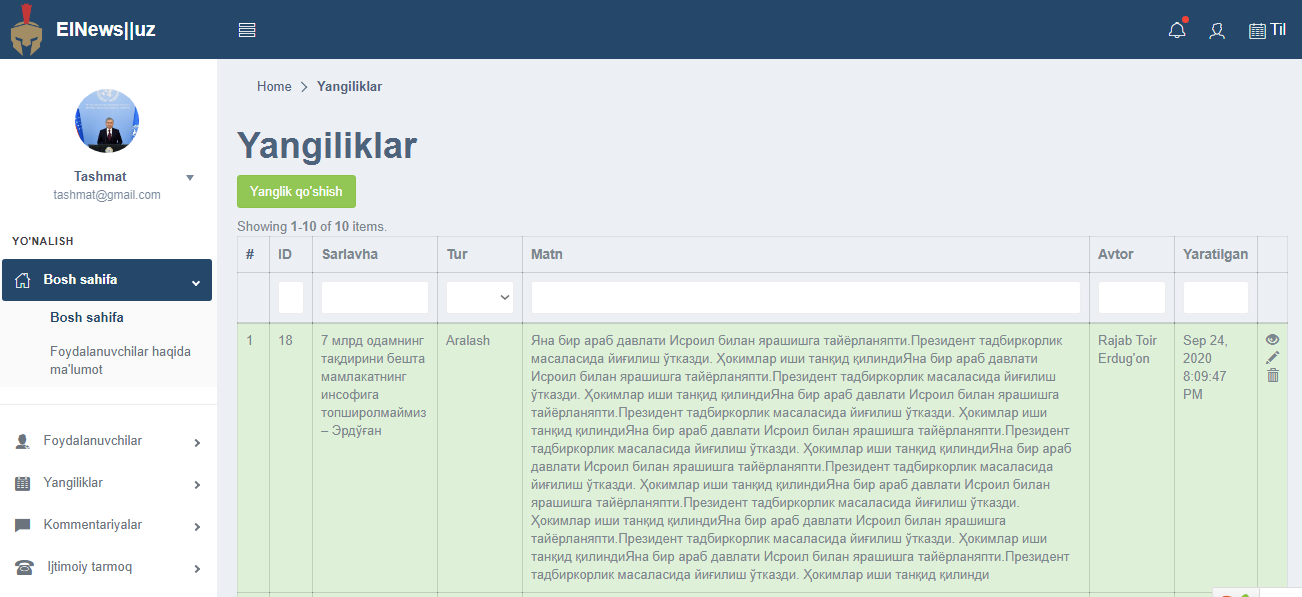 ElNews||uz
Til
Tashmat
tashmat@gmail.com
YO'NALISH
Bosh sahifa
Bosh sahifa
Foydalanuvchilar haqida
ma'lumot
Foydalanuvchilar
Yangiliklar
Kommentariyalar
Ijtimoiy tarmoq
Home > Yangiliklar
Yangiliklar
Yanglik qo'shish
Showing 1-10 of 10 items.
# ID Sarlavha Tur Matn Avtor Yaratilgan
1 18
7 млрд одамнинг
тақдирини бешта
мамлакатнинг
инсофига
топширолмаймиз
– Эрдўған
Aralash
Яна бир араб давлати Исроил билан ярашишга тайёрланяпти.Президент тадбиркорлик
масаласида йиғилиш ўтказди. Ҳокимлар иши танқид қилиндиЯна бир араб давлати
Исроил билан ярашишга тайёрланяпти.Президент тадбиркорлик масаласида йиғилиш
ўтказди. Ҳокимлар иши танқид қилиндиЯна бир араб давлати Исроил билан ярашишга
тайёрланяпти.Президент тадбиркорлик масаласида йиғилиш ўтказди. Ҳокимлар иши
танқид қилиндиЯна бир араб давлати Исроил билан ярашишга тайёрланяпти.Президент
тадбиркорлик масаласида йиғилиш ўтказди. Ҳокимлар иши танқид қилиндиЯна бир араб
давлати Исроил билан ярашишга тайёрланяпти.Президент тадбиркорлик масаласида
йиғилиш ўтказди. Ҳокимлар иши танқид қилиндиЯна бир араб давлати Исроил билан
ярашишга тайёрланяпти.Президент тадбиркорлик масаласида йиғилиш ўтказди.
Ҳокимлар иши танқид қилиндиЯна бир араб давлати Исроил билан ярашишга
тайёрланяпти.Президент тадбиркорлик масаласида йиғилиш ўтказди. Ҳокимлар иши
танқид қилиндиЯна бир араб давлати Исроил билан ярашишга тайёрланяпти.Президент
тадбиркорлик масаласида йиғилиш ўтказди. Ҳокимлар иши танқид қилинди
Rajab Toir
Erdug'on
Sep 24,
2020
8:09:47
PM